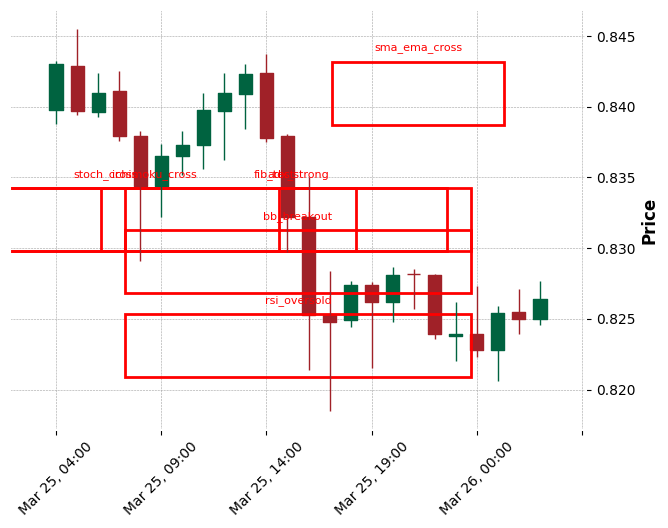 sma_ema_cross
bb_breakout
rsi_oversold
0.845
0.840
0.835
0.830
0.825
0.820
Price
Mar 25, 04:00
Mar 25, 09:00
Mar 25, 14:00
Mar 25, 19:00
Mar 26, 00:00